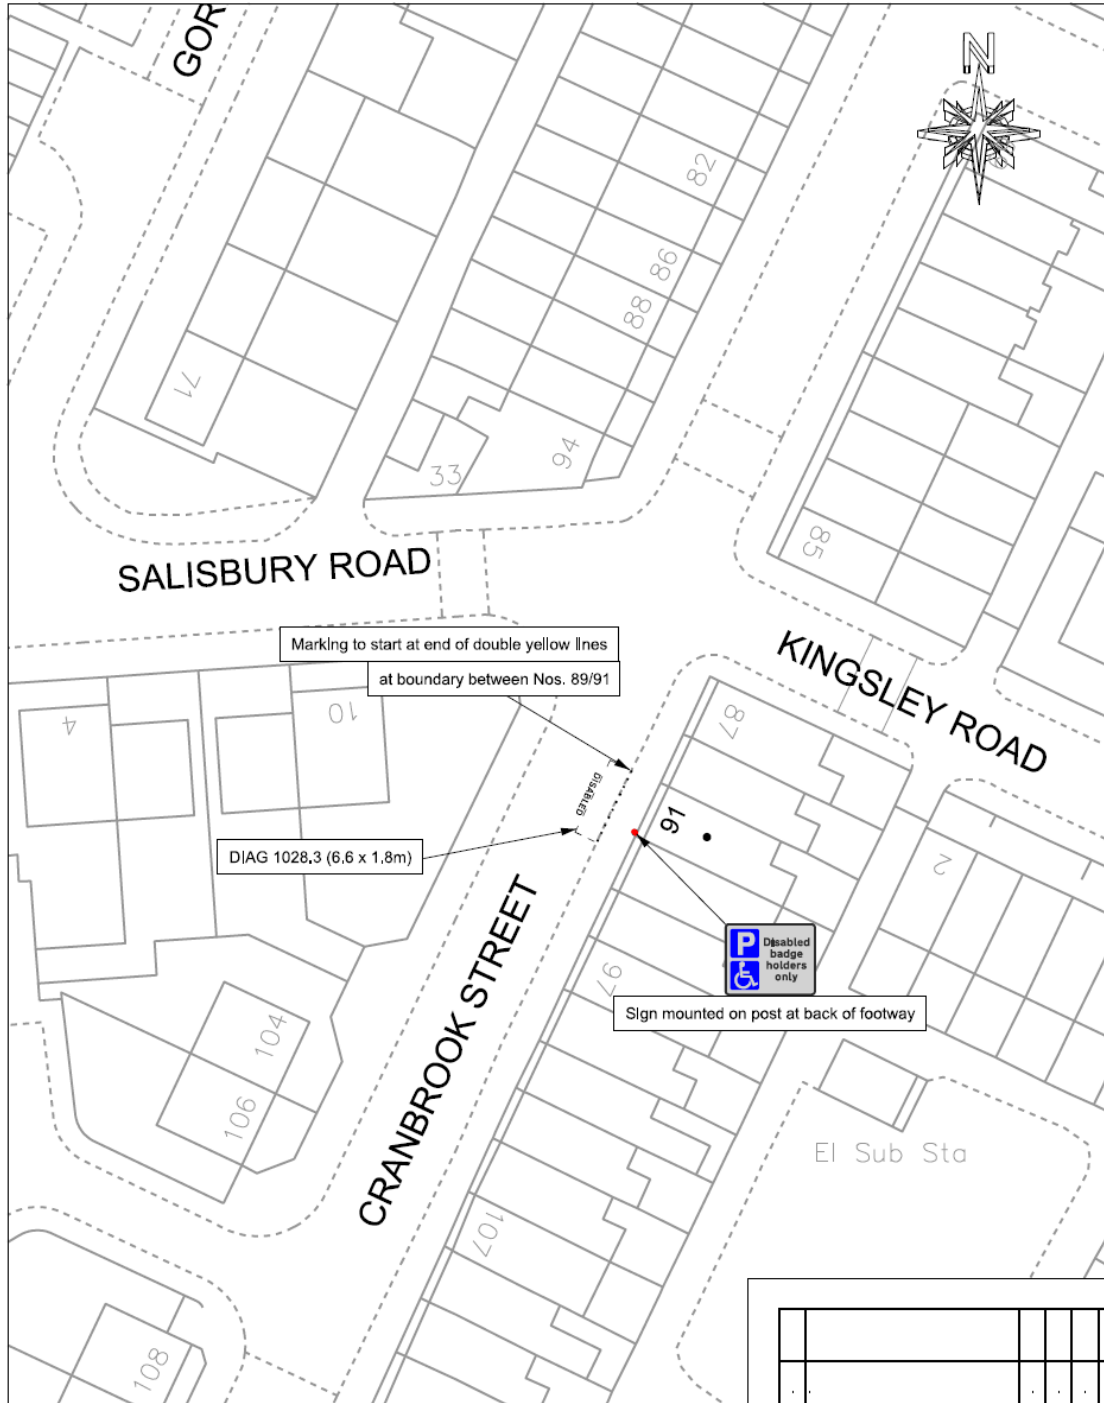 GOR
N
82
86
88
71
94
33
85
SALISBURY ROAD
Marking to start at end of double yellow lines
at boundary between Nos. 89/91
KINGSLEY ROAD
4
10
87
DISABLED
91
DIAG 1028.3 (6.6 x 1.8m)
2
CRANBROOK STREET
P Disabled
badge
holders
only
97
Sign mounted on post at back of footway
104
106
El Sub Sta
107
108